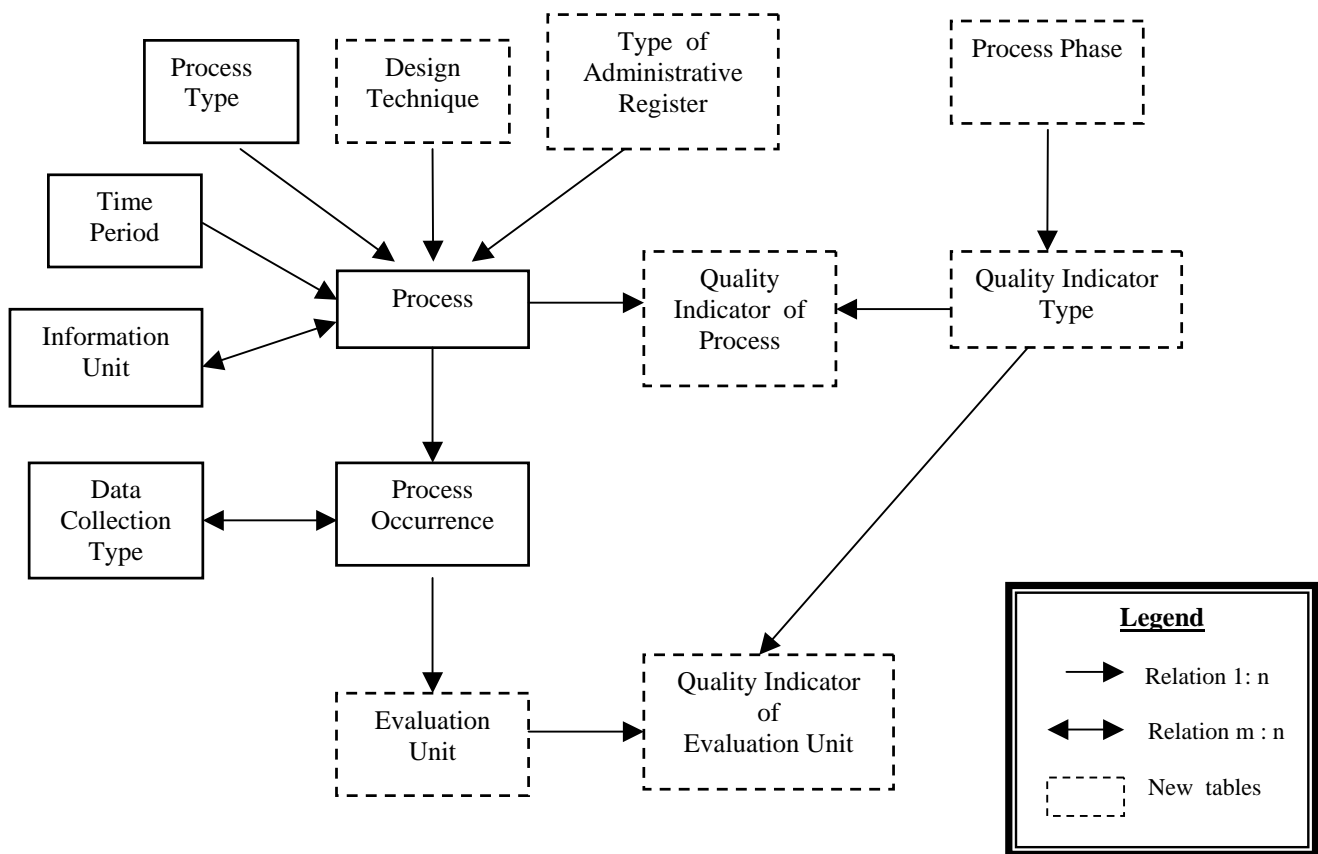 Process
Type
Design
Technique
Type of
Administrative
Register
Process Phase
Time
Period
Process
Quality
Indicator of
Process
Quality Indicator
Type
Information
Unit
Data
Collection
Type
Process
Occurrence
Evaluation
Unit
Quality Indicator
of
Evaluation Unit
Legend
Relation 1: n
Relation m : n
New tables